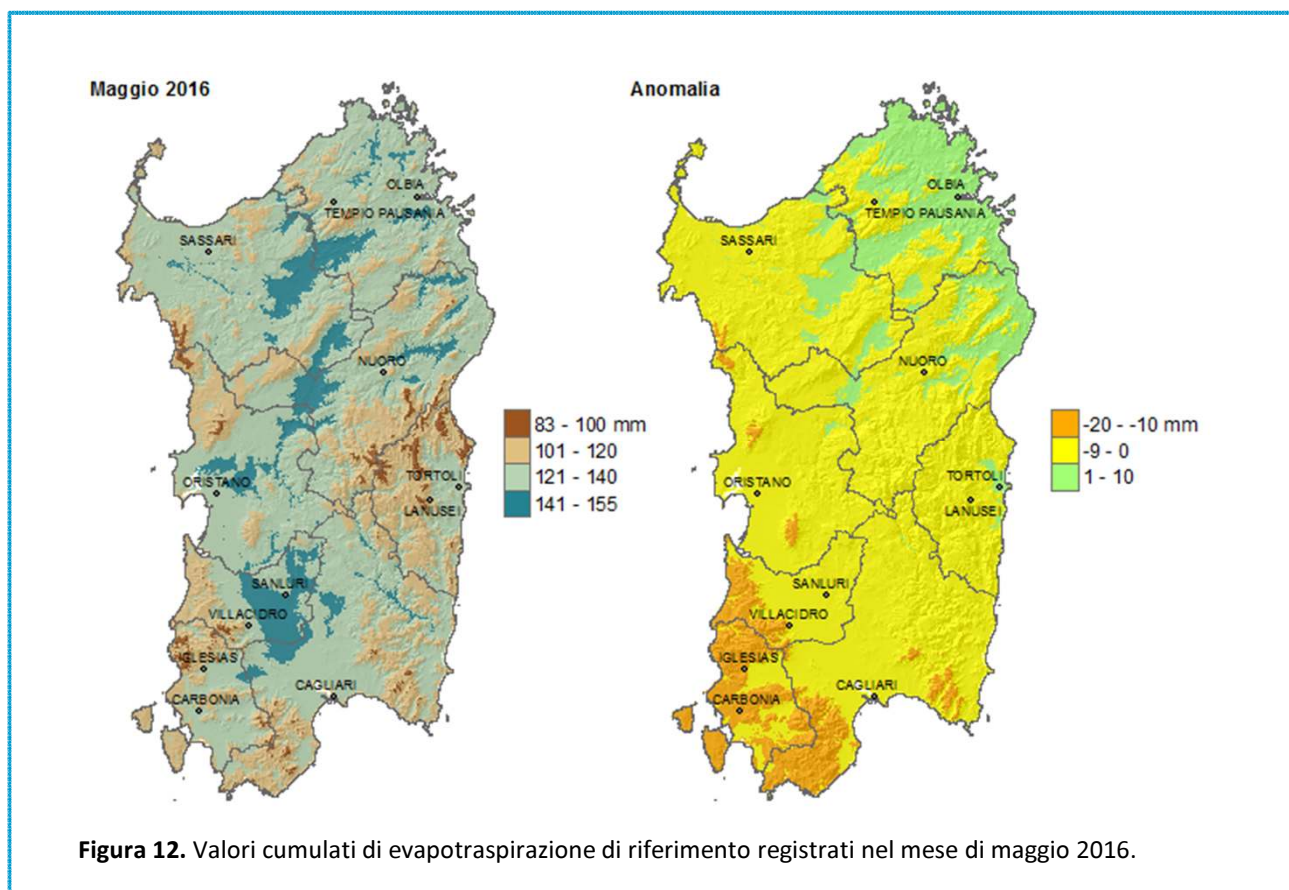 Maggio 2016
Anomalia
OLBIA
TEMPIO PAUSANIA
SASSARI
NUORO
TORTOLI
ORISTANO
LANUSEI
SANLURI
VILLACIDRO
IGLESIAS
CAGLIARI
CARBONIA
83 - 100 mm
101 - 120
121 - 140
141 - 155
OLBIA
TEMPIO PAUSANIA
SASSARI
NUORO
TORTOLI
ORISTANO
LANUSEI
SANLURI
VILLACIDRO
IGLESIAS
CAGLIARI
CARBONIA
-20 - -10 mm
-9 - 0
1 - 10
Figura 12. Valori cumulati di evapotraspirazione di riferimento registrati nel mese di maggio 2016.